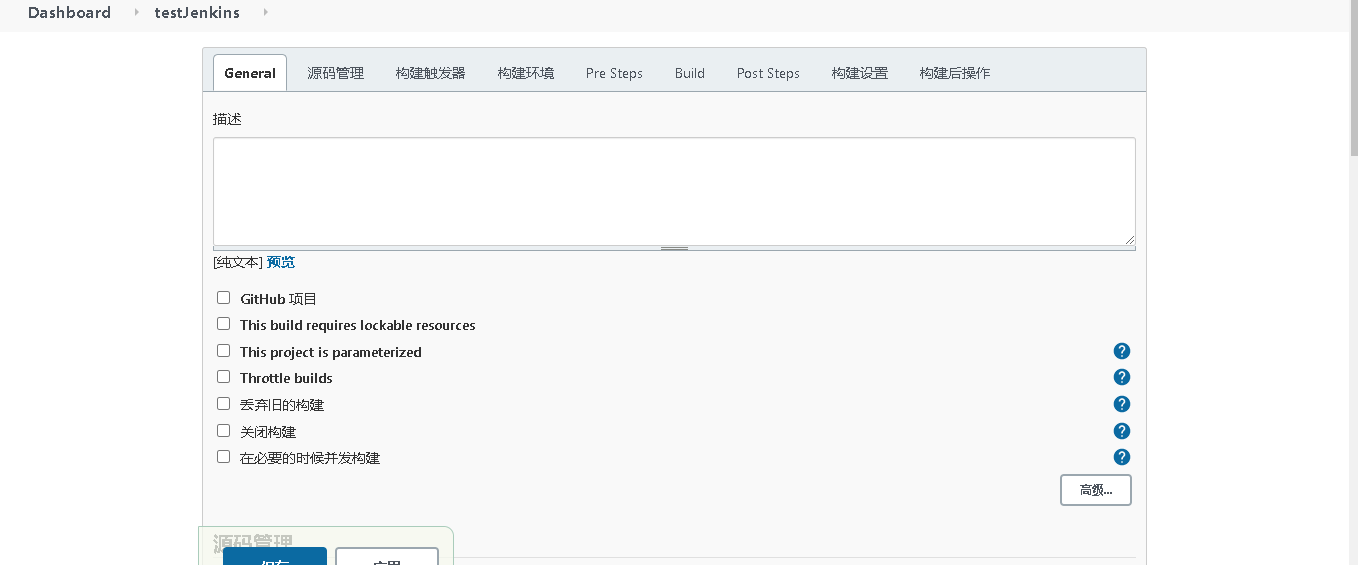 Dashboard testJenkins
General 源码管理 构建触发器 构建环境 Pre Steps Build Post Steps 构建设置 构建后操作
描述
[纯文本] 预览
GitHub 项目
This build requires lockable resources
This project is parameterized
Throttle builds
丢弃旧的构建
关闭构建
在必要的时候并发构建
高级...
源码管理
保存 应用